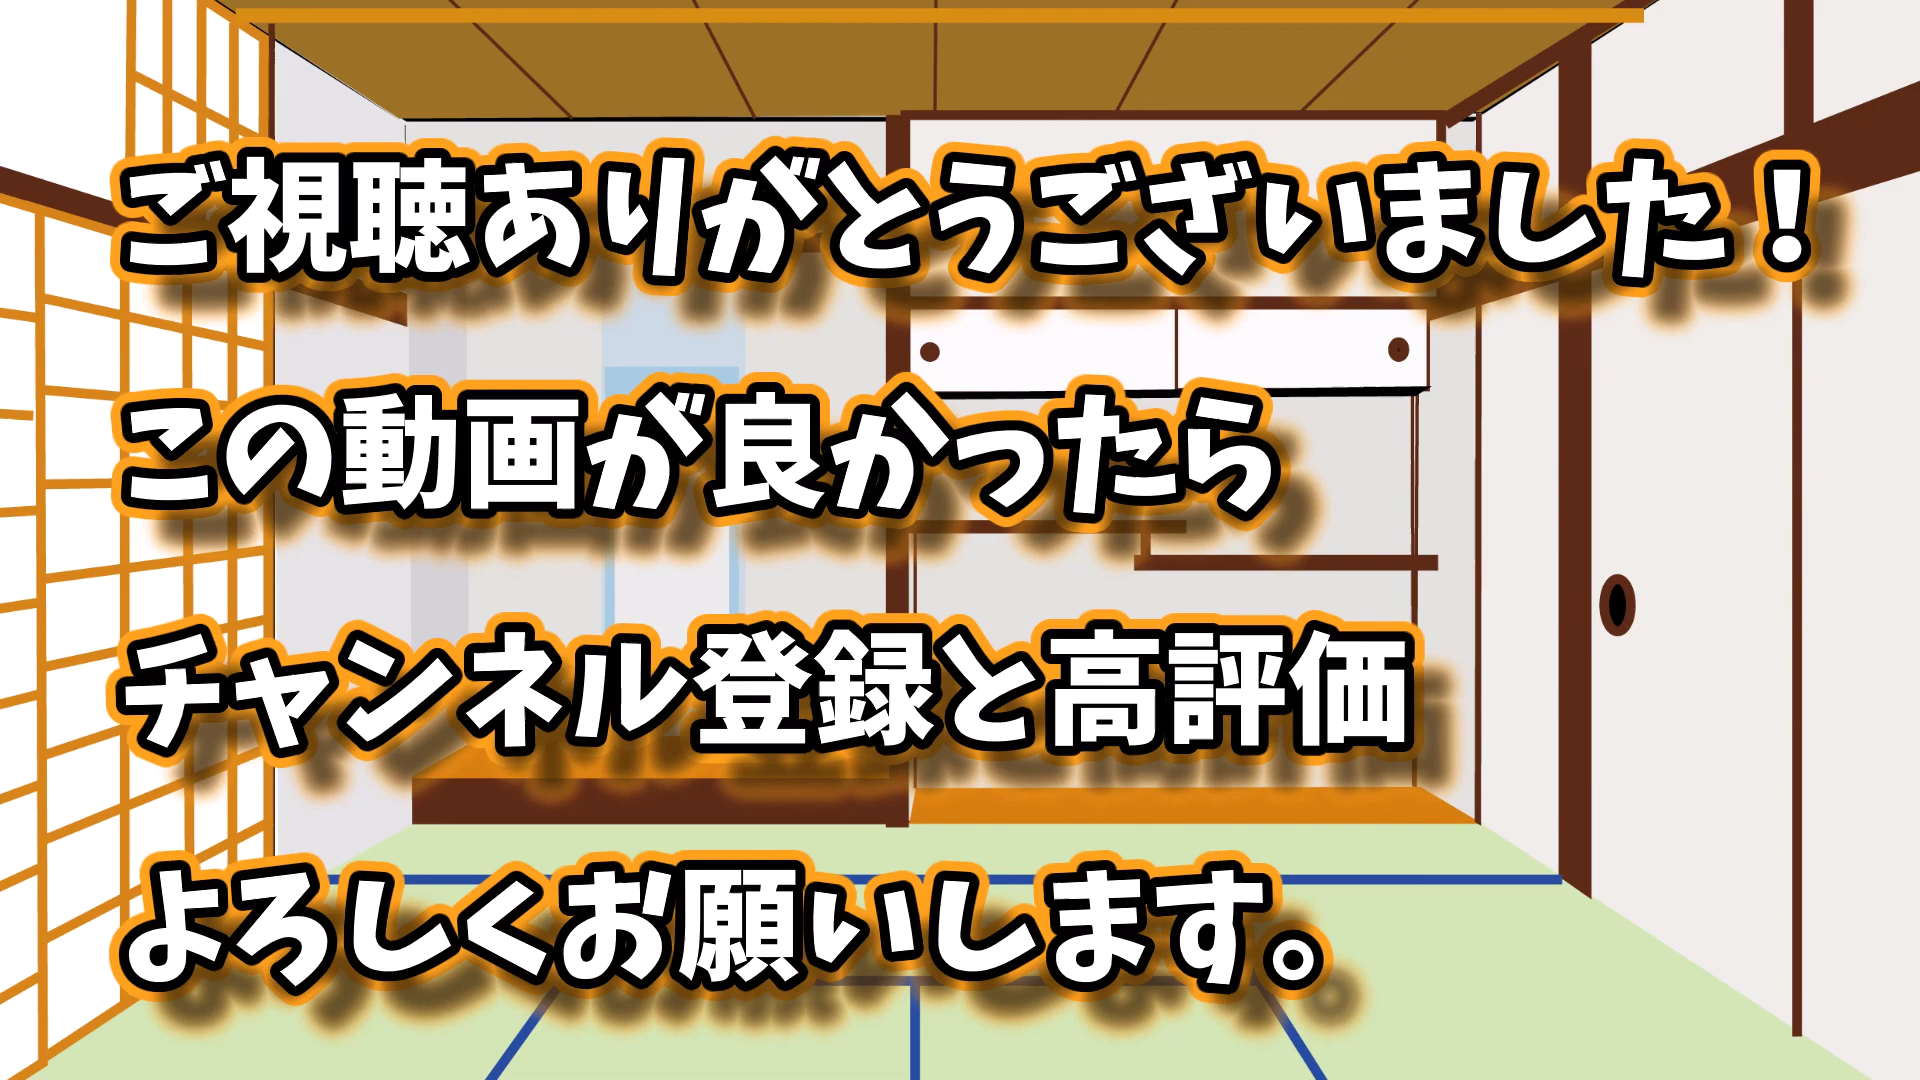 ご視聴ありがとうございました！
この動画が良かったら
チャンネル登録と高評価
よろしくお願いします。